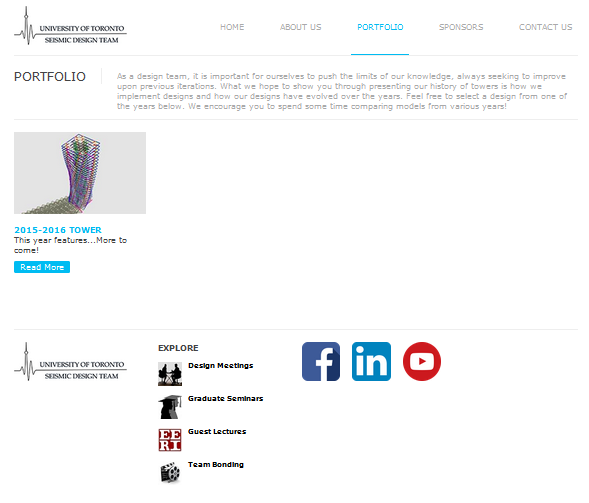 UNIVERSITY OF TORONTO
SEISMIC DESIGN TEAM
HOME ABOUT US PORTFOLIO SPONSORS CONTACT US
PORTFOLIO
As a design team, it is important for ourselves to push the limits of our knowledge, always seeking to improve
upon previous iterations. What we hope to show you through presenting our history of towers is how we
implement designs and how our designs have evolved over the years. Feel free to select a design from one of
the years below. We encourage you to spend some time comparing models from various years!
2015-2016 TOWER
This year features...More to
come!
Read More
UNIVERSITY OF TORONTO
SEISMIC DESIGN TEAM
EXPLORE
Design Meetings
Graduate Seminars
EE
RI
Guest Lectures
Team Bonding
f
in